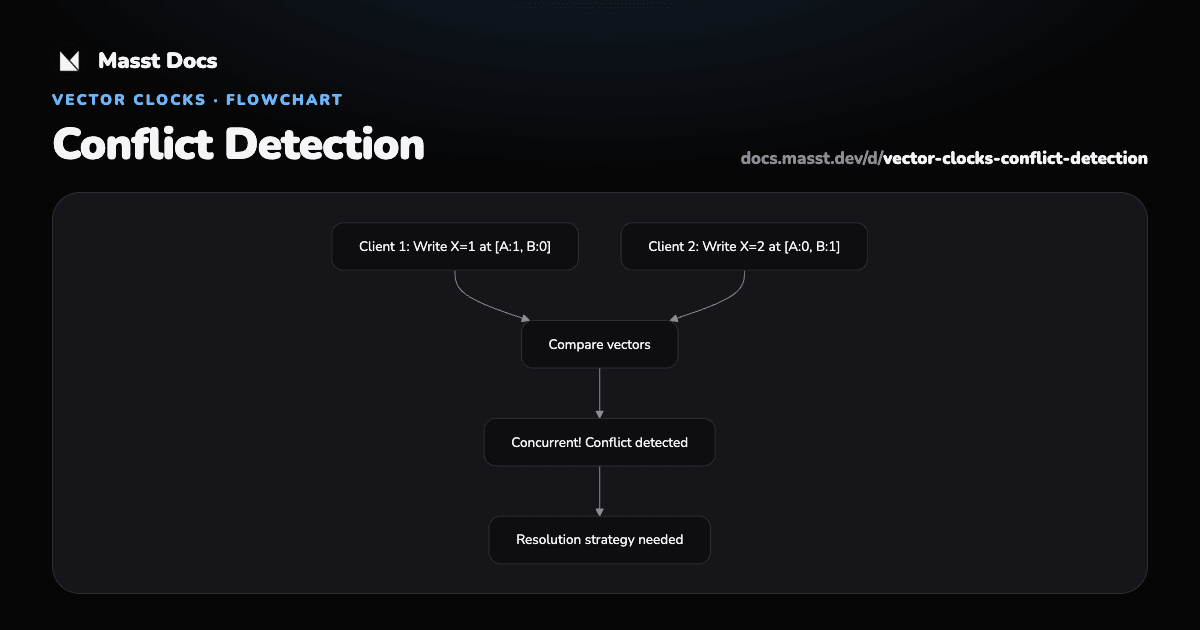 Masst Docs
VECTOR CLOCKS · FLOWCHART
Conflict Detection
docs.masst.dev/d/vector-clocks-conflict-detection
Client 1: Write X=1 at [A:1, B:0]
Client 2: Write X=2 at [A:0, B:1]
Compare vectors
Concurrent! Conflict detected
Resolution strategy needed